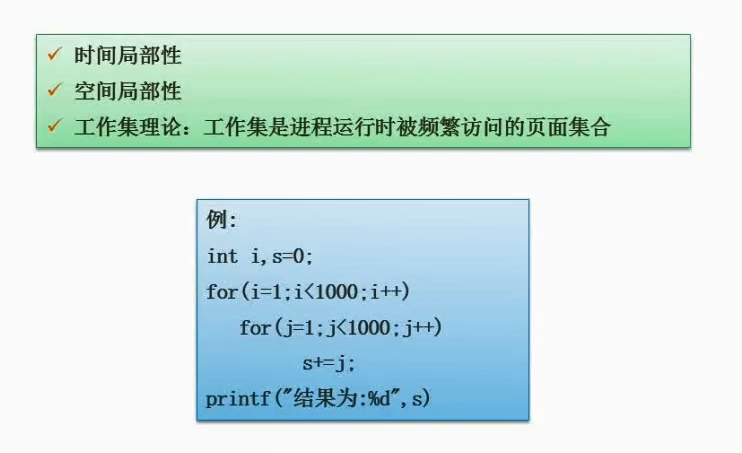 ✓ 时间局部性
✓ 空间局部性
✓ 工作集理论：工作集是进程运行时被频繁访问的页面集合
例:
int i,s=0;
for(i=1;i<1000;i++)
for(j=1;j<1000;j++)
s+=j;
printf("结果为:%d",s)